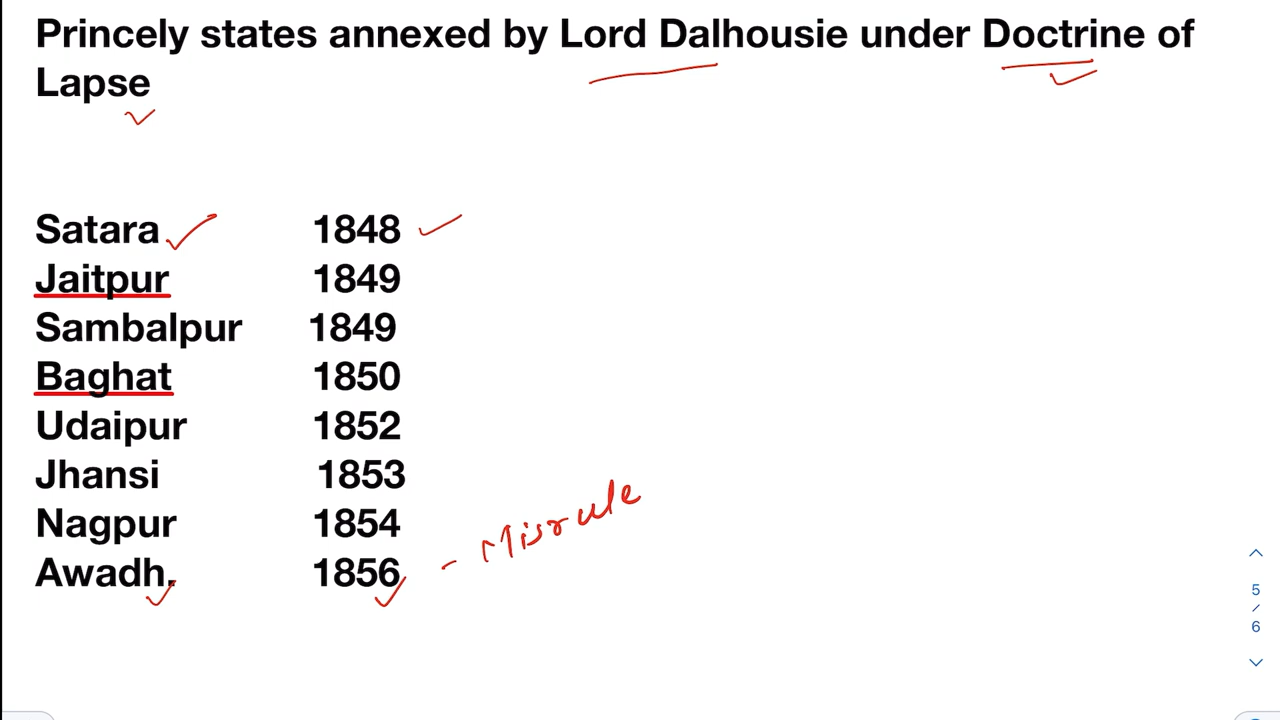 Princely states annexed by Lord Dalhousie under Doctrine of
Lapse
Satara 1848
Jaitpur 1849
Sambalpur 1849
Baghat 1850
Udaipur 1852
Jhansi 1853
Nagpur 1854
Awadh. 1856 - Misrule
5
/
6